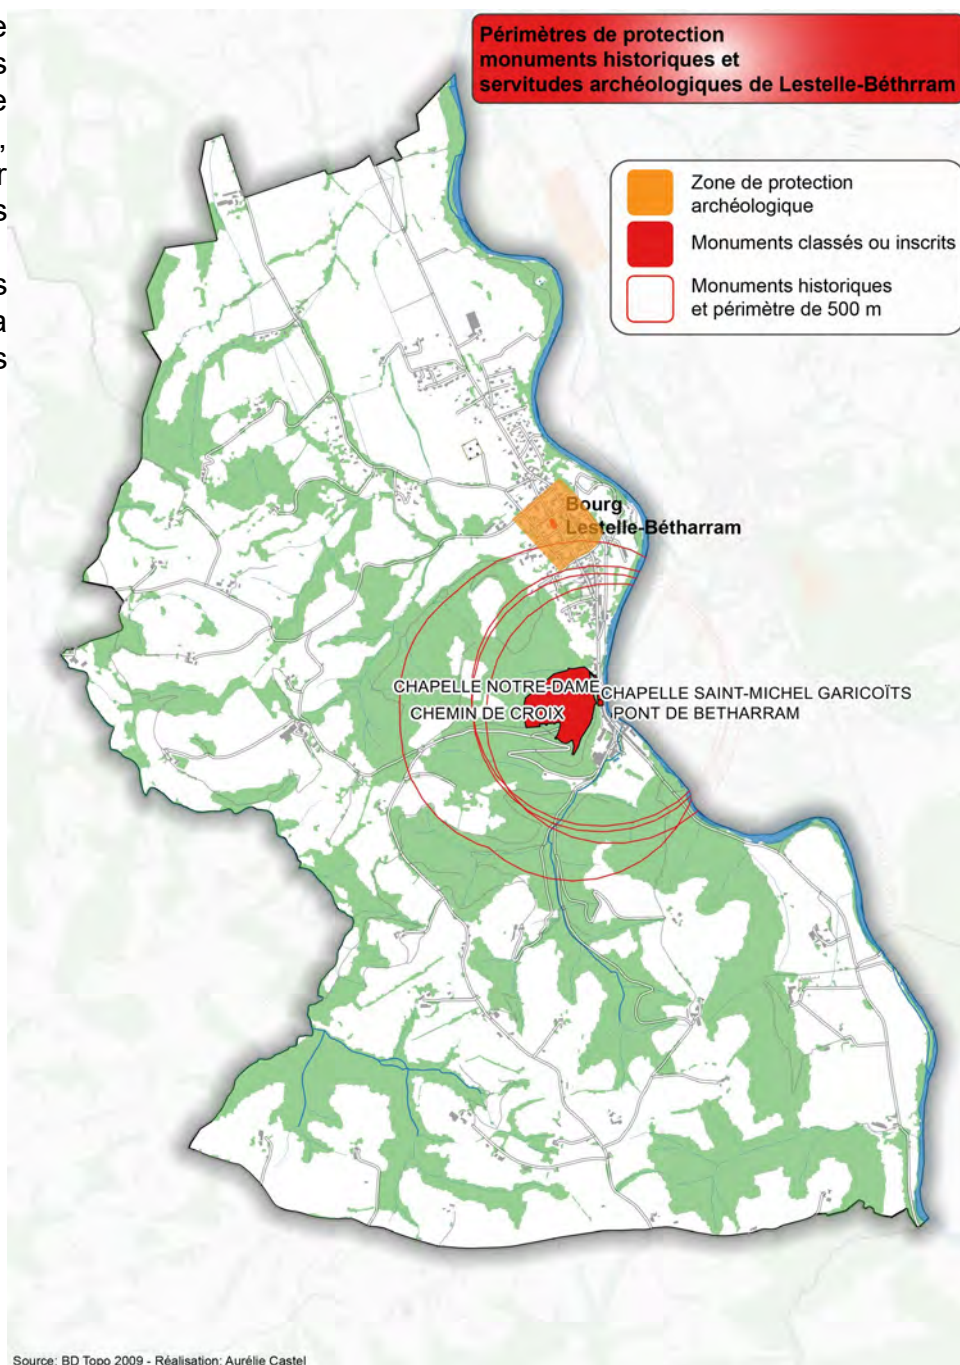 e
s
e
,
r
s
s
a
s
Périmètres de protection
monuments historiques et
servitudes archéologiques de Lestelle-Béthrram
Zone de protection
archéologique
Monuments classés ou inscrits
Monuments historiques
et périmètre de 500 m
Bourg
Lestelle-Bétharram
CHAPELLE NOTRE-DAME
CHAPELLE SAINT-MICHEL GARICOÏTS
CHEMIN DE CROIX
PONT DE BETHARRAM
Source: BD Topo 2009 - Réalisation: Aurélie Castel